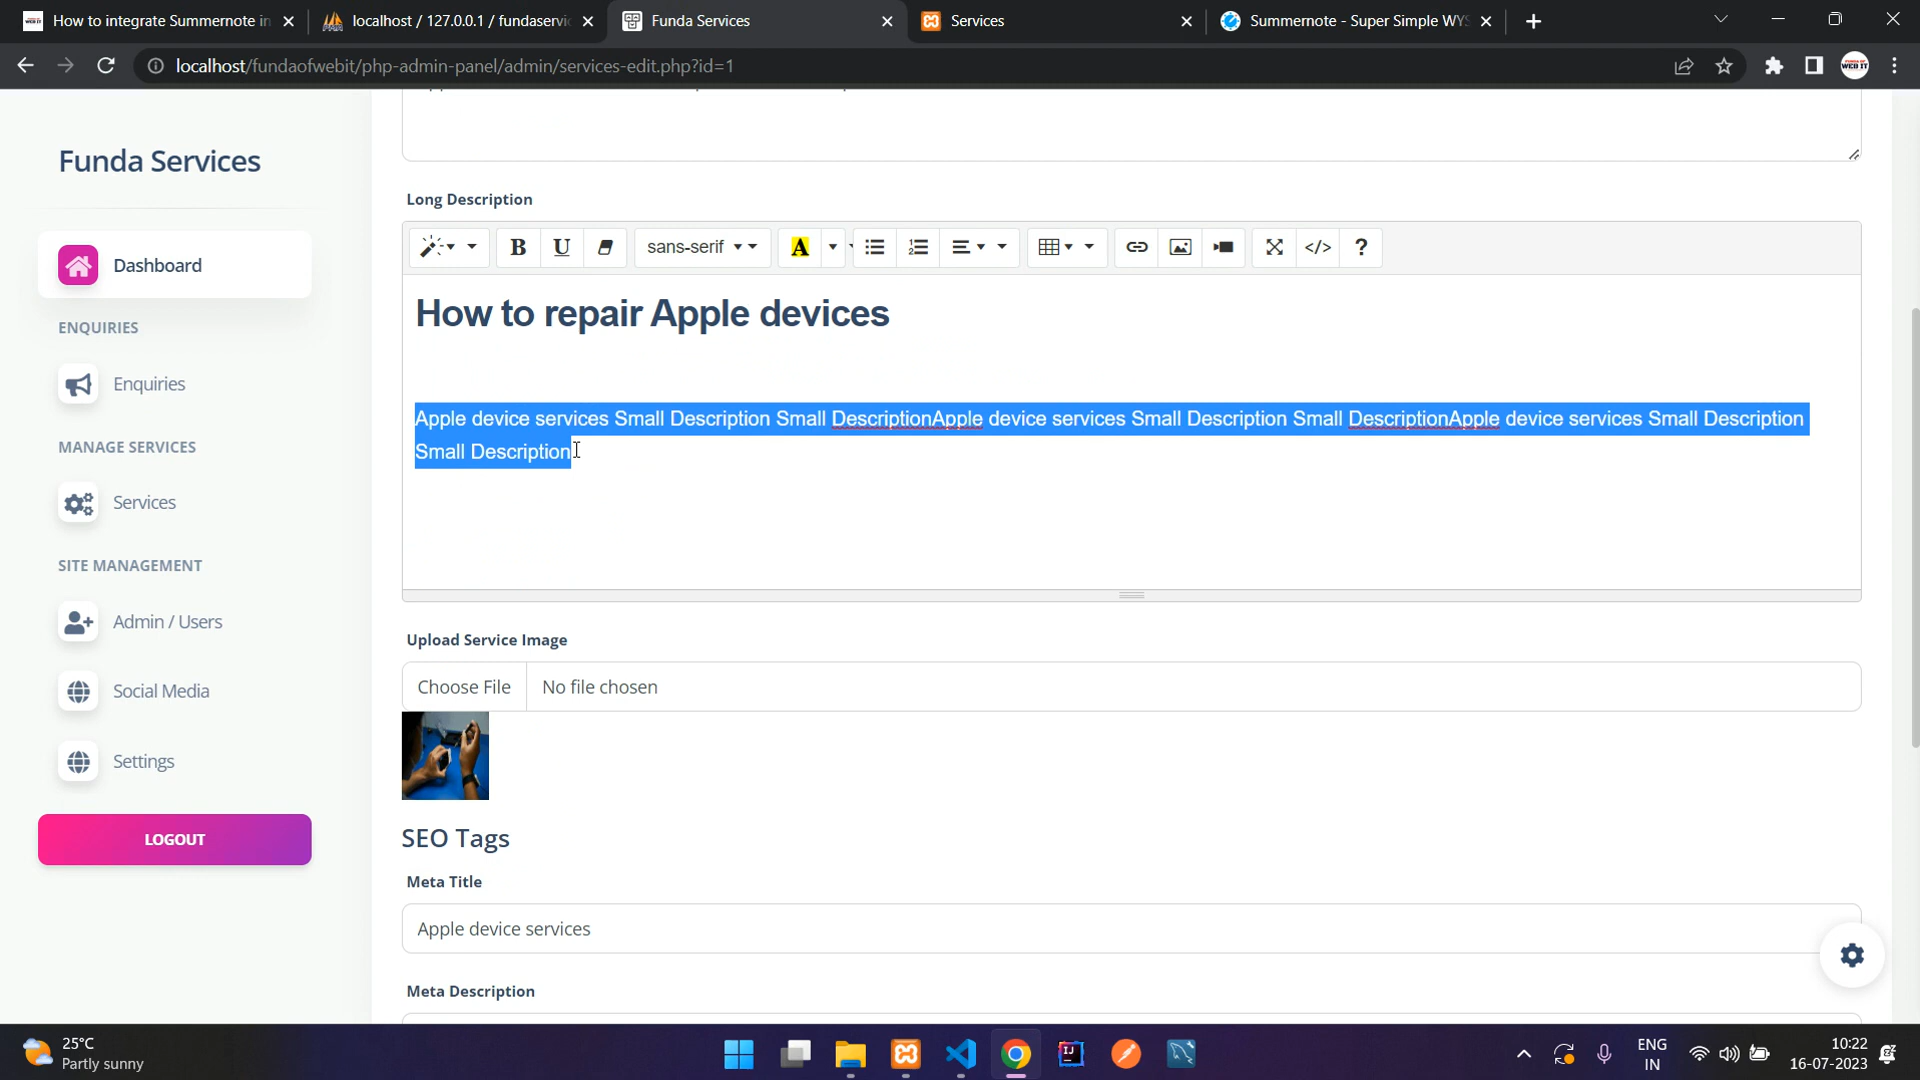 How to integrate Summernote in
localhost / 127.0.0.1 / fundaservic
Funda Services
Services
Summernote - Super Simple WYS
localhost/fundaofwebit/php-admin-panel/admin/services-edit.php?id=1
Funda Services
Dashboard
ENQUIRIES
Enquiries
MANAGE SERVICES
Services
SITE MANAGEMENT
Admin / Users
Social Media
Settings
LOGOUT
Long Description
B U sans-serif A </> ?
How to repair Apple devices
Apple device services Small Description Small DescriptionApple device services Small Description Small DescriptionApple device services Small Description
Small Description
Upload Service Image
Choose File No file chosen
SEO Tags
Meta Title
Apple device services
Meta Description
25°C
Partly sunny
ENG
IN
10:22
16-07-2023